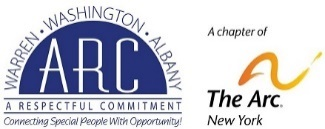 WARREN • WASHINGTON • ALBANY
ARC
A RESPECTFUL COMMITMENT
Connecting Special People With Opportunity!
A chapter of
The Arc
New York